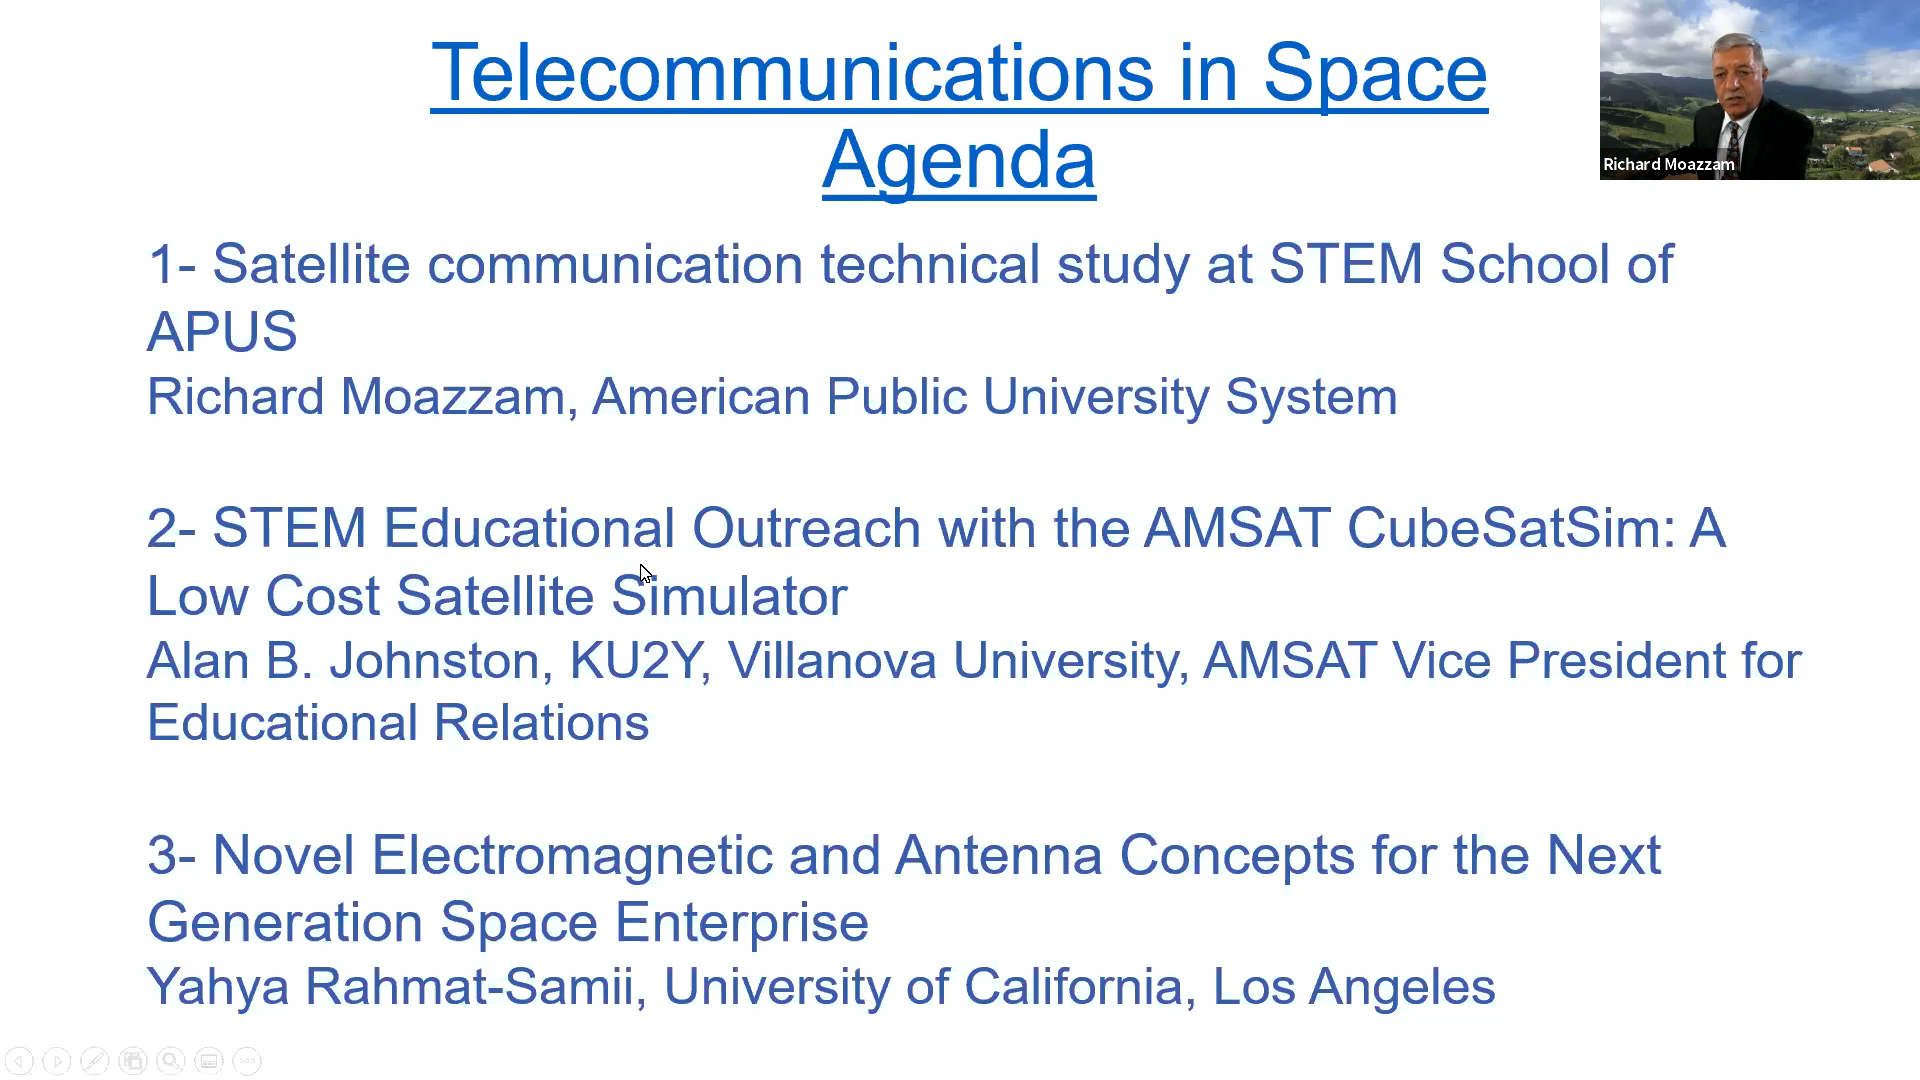 Telecommunications in Space
Agenda
Richard Moazzam
1- Satellite communication technical study at STEM School of
APUS
Richard Moazzam, American Public University System
2- STEM Educational Outreach with the AMSAT CubeSatSim: A
Low Cost Satellite Simulator
Alan B. Johnston, KU2Y, Villanova University, AMSAT Vice President for
Educational Relations
3- Novel Electromagnetic and Antenna Concepts for the Next
Generation Space Enterprise
Yahya Rahmat-Samii, University of California, Los Angeles